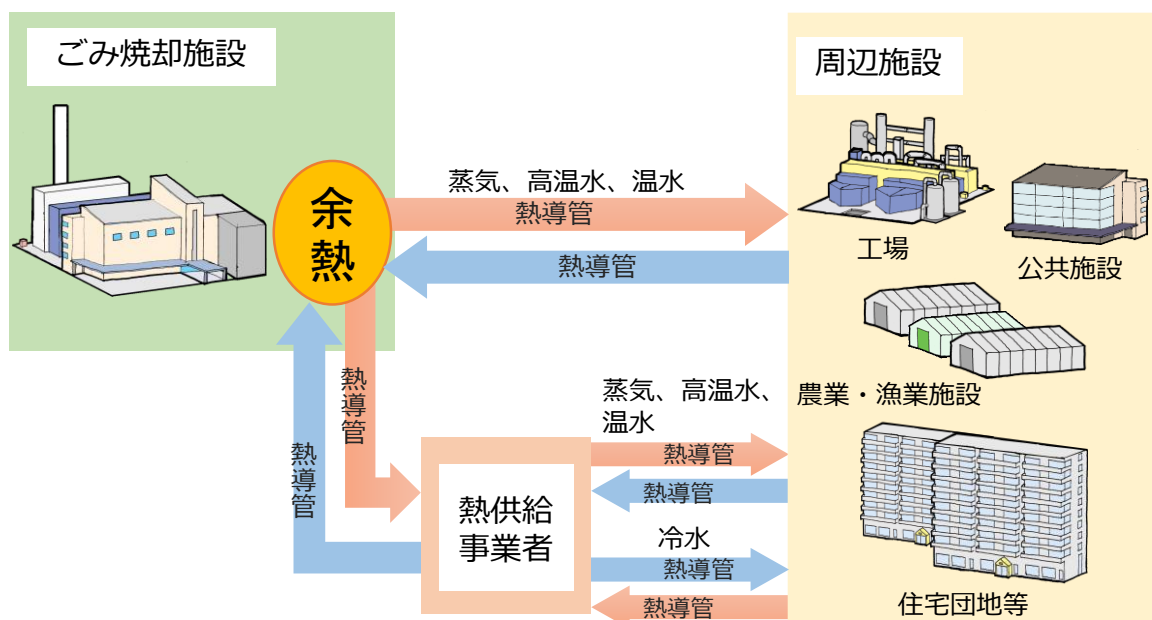 ごみ焼却施設
周辺施設
余
熱
蒸気、高温水、温水
熱導管
熱導管
工場
公共施設
農業・漁業施設
熱導管
熱導管
熱供給
事業者
蒸気、高温水、
温水
熱導管
熱導管
冷水
熱導管
熱導管
住宅団地等